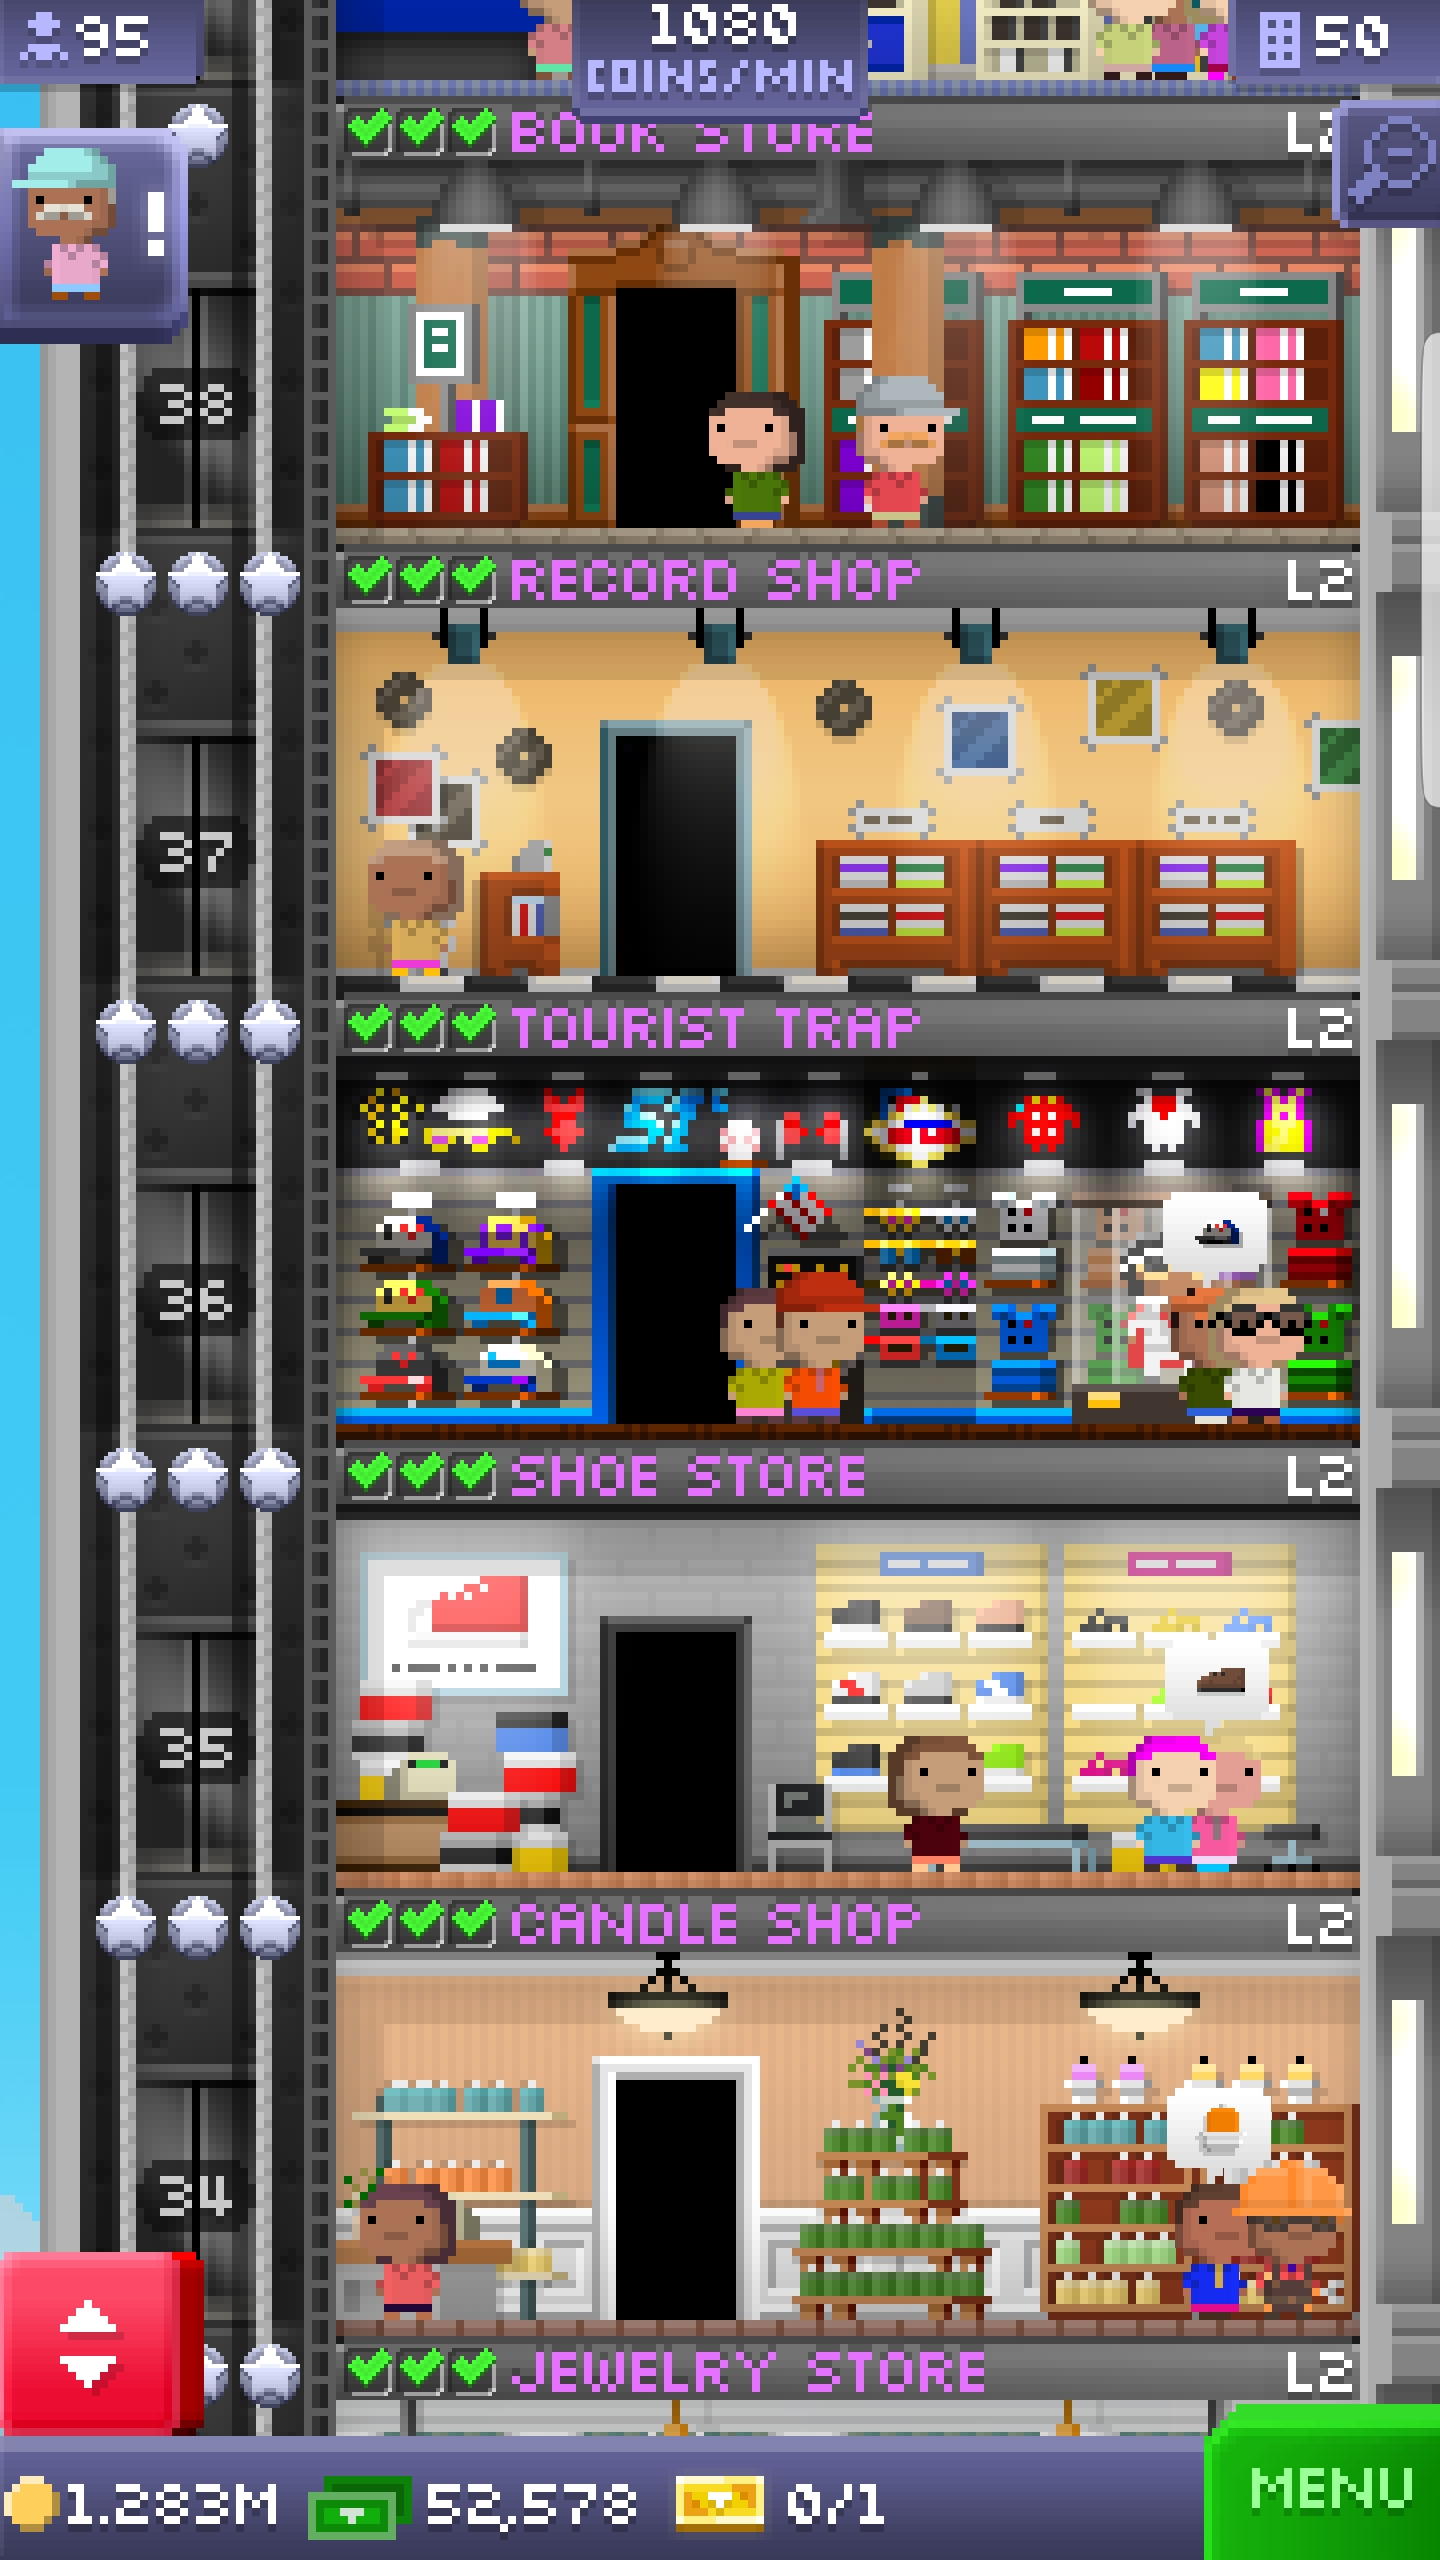 95
1080
COINS/MIN
50
BOOK STORE
!
38
RECORD SHOP L2
37
TOURIST TRAP L2
36
SHOE STORE L2
35
CANDLE SHOP L2
34
JEWELRY STORE L2
1.283M 52,578 0/1
MENU